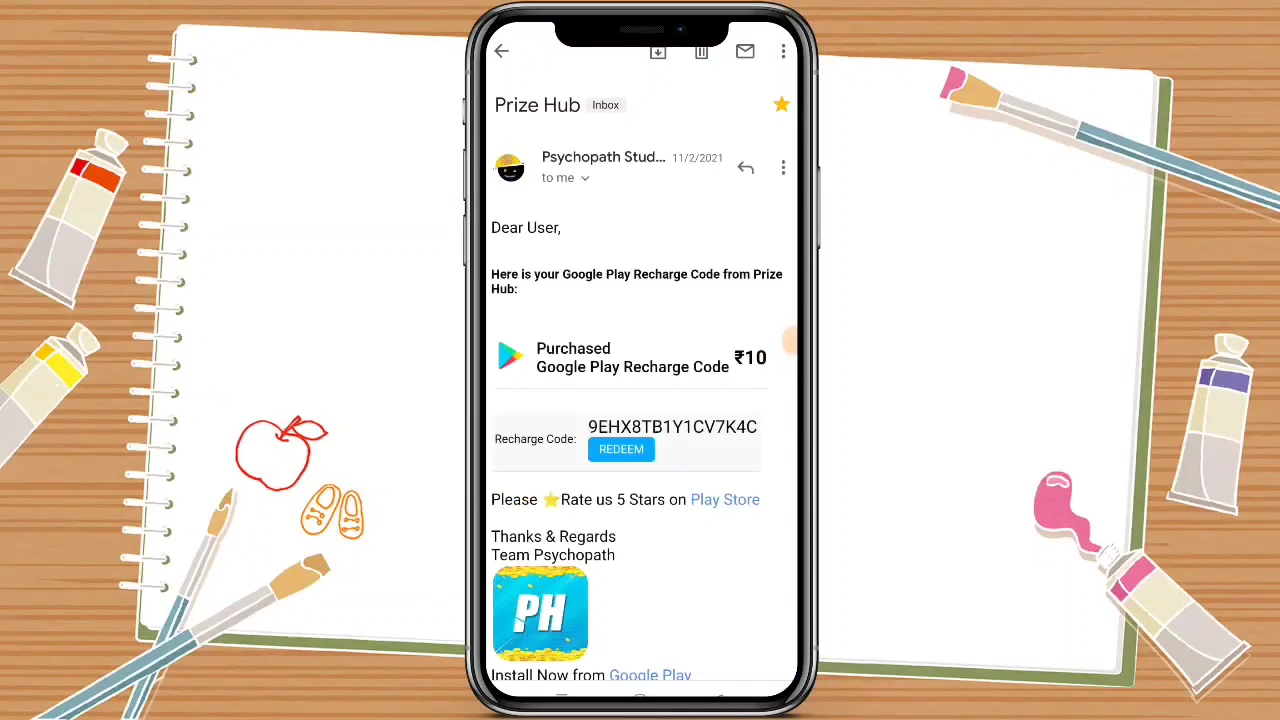 Prize Hub Inbox
Psychopath Stud... 11/2/2021
to me
Dear User,
Here is your Google Play Recharge Code from Prize
Hub:
Purchased
Google Play Recharge Code ₹10
9EHX8TB1Y1CV7K4C
Recharge Code:
REDEEM
Please ⭐Rate us 5 Stars on Play Store
Thanks & Regards
Team Psychopath
PH
Install Now from Google Play